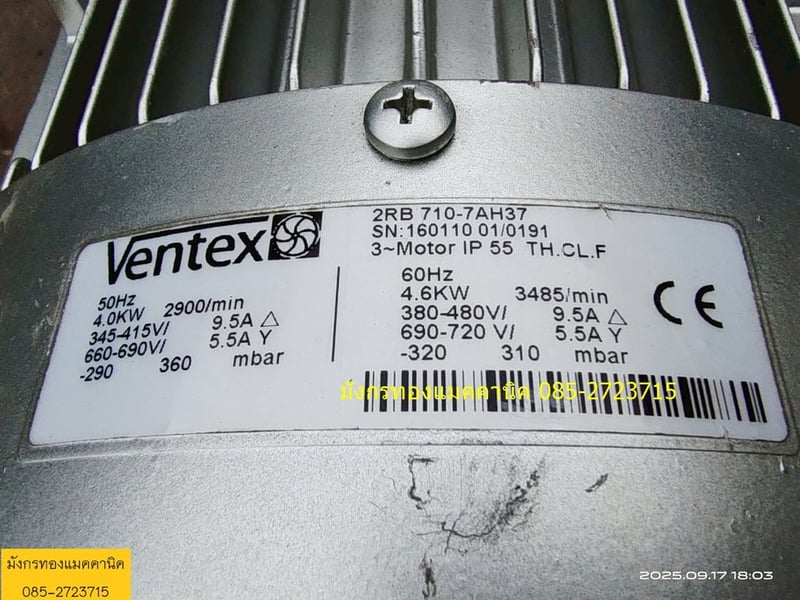 Ventex
2RB 710-7AH37
SN:160110 01/0191
3~Motor IP 55 TH.CL.F
50Hz
4.0KW 2900/min
345-415V/ 9.5A △
660-690V/ 5.5A Y
-290 360 mbar
60Hz
4.6KW 3485/min
380-480V/ 9.5A △
690-720 V/ 5.5A Y
-320 310 mbar
CE
มังกรทองแมคคานิค 085-2723715
มังกรทองแมคคานิค
085-2723715
2025.09.17 18:03